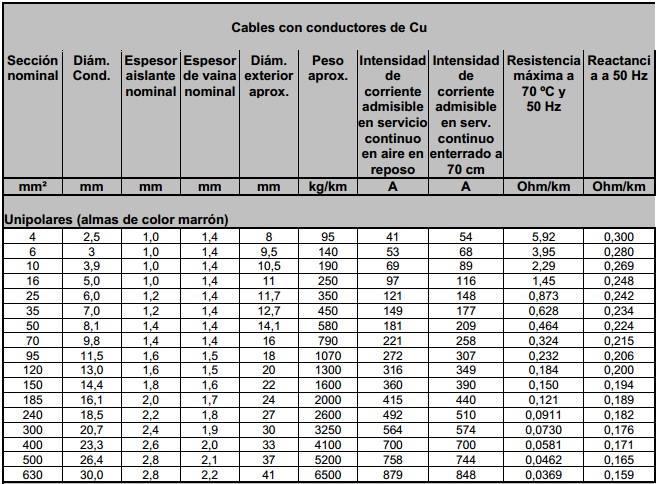 Cables con conductores de Cu
Sección nominal Diám. Cond. Espesor aislante nominal Espesor de vaina nominal Diám. exterior aprox. Peso aprox. Intensidad de corriente admisible en servicio continuo en aire en reposo Intensidad de corriente admisible en serv. continuo enterrado a 70 cm Resistencia máxima a 70 ºC y 50 Hz Reactanci a a 50 Hz
mm² mm mm mm mm kg/km A A Ohm/km Ohm/km
Unipolares (almas de color marrón)
4 2,5 1,0 1,4 8 95 41 54 5,92 0,300
6 3 1,0 1,4 9,5 140 53 68 3,95 0,280
10 3,9 1,0 1,4 10,5 190 69 89 2,29 0,269
16 5,0 1,0 1,4 11 250 97 116 1,45 0,248
25 6,0 1,2 1,4 11,7 350 121 148 0,873 0,242
35 7,0 1,2 1,4 12,7 450 149 177 0,628 0,234
50 8,1 1,4 1,4 14,1 580 181 209 0,464 0,224
70 9,8 1,4 1,4 16 790 221 258 0,324 0,215
95 11,5 1,6 1,5 18 1070 272 307 0,232 0,206
120 13,0 1,6 1,5 20 1300 316 349 0,184 0,200
150 14,4 1,8 1,6 22 1600 360 390 0,150 0,194
185 16,1 2,0 1,7 24 2000 415 440 0,121 0,189
240 18,5 2,2 1,8 27 2600 492 510 0,0911 0,182
300 20,7 2,4 1,9 30 3250 564 574 0,0730 0,176
400 23,3 2,6 2,0 33 4100 700 700 0,0581 0,171
500 26,4 2,8 2,1 37 5200 758 744 0,0462 0,165
630 30,0 2,8 2,2 41 6500 879 848 0,0369 0,159